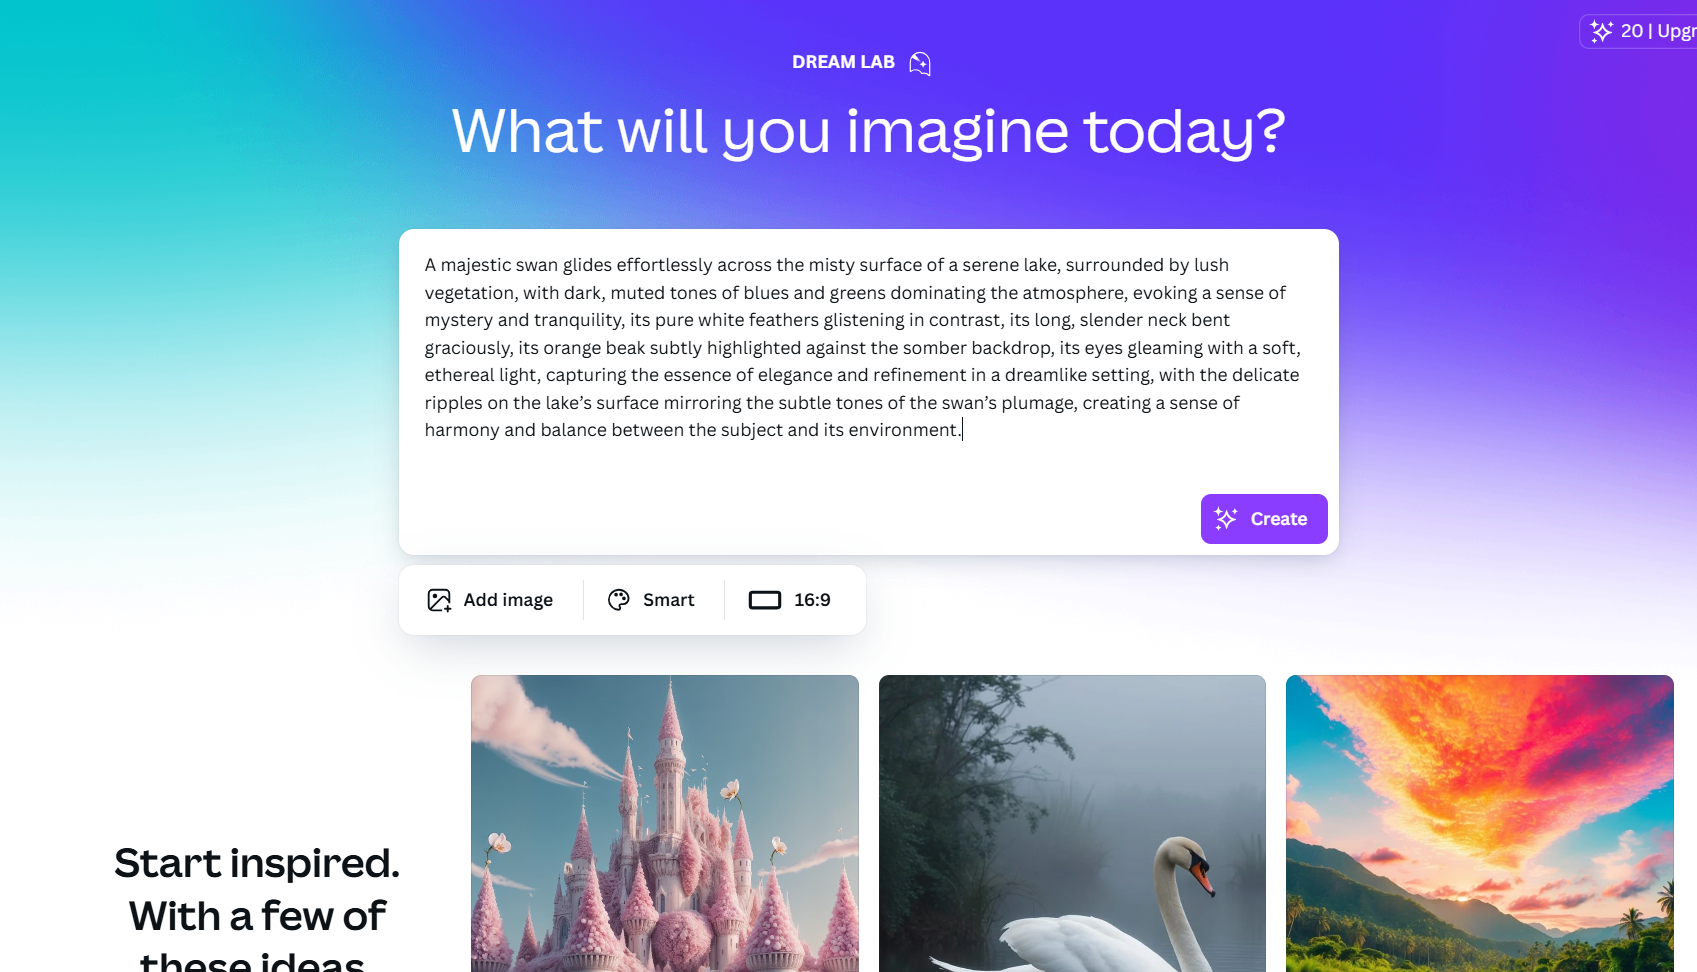 20 | Upgr
DREAM LAB
What will you imagine today?
A majestic swan glides effortlessly across the misty surface of a serene lake, surrounded by lush
vegetation, with dark, muted tones of blues and greens dominating the atmosphere, evoking a sense of
mystery and tranquility, its pure white feathers glistening in contrast, its long, slender neck bent
graciously, its orange beak subtly highlighted against the somber backdrop, its eyes gleaming with a soft,
ethereal light, capturing the essence of elegance and refinement in a dreamlike setting, with the delicate
ripples on the lake’s surface mirroring the subtle tones of the swan’s plumage, creating a sense of
harmony and balance between the subject and its environment.
Create
Add image
Smart
16:9
Start inspired.
With a few of
these ideas